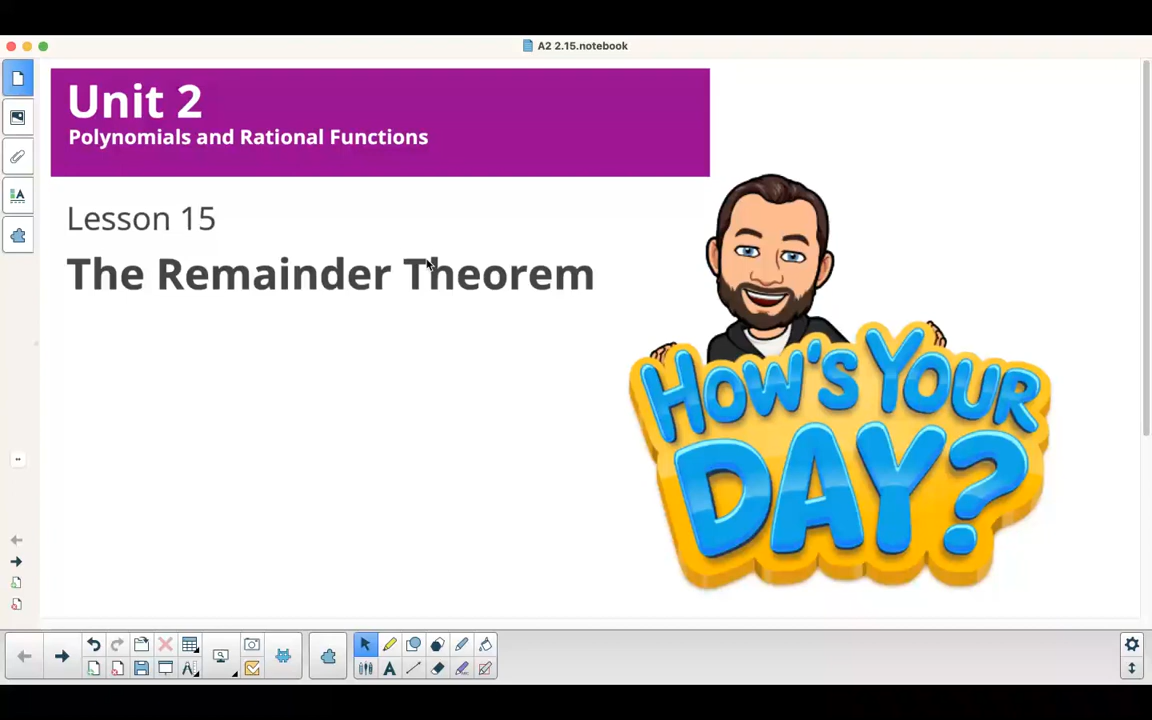 A2 2.15.notebook
Unit 2
Polynomials and Rational Functions
Lesson 15
The Remainder Theorem
HOW'S YOUR
DAY?